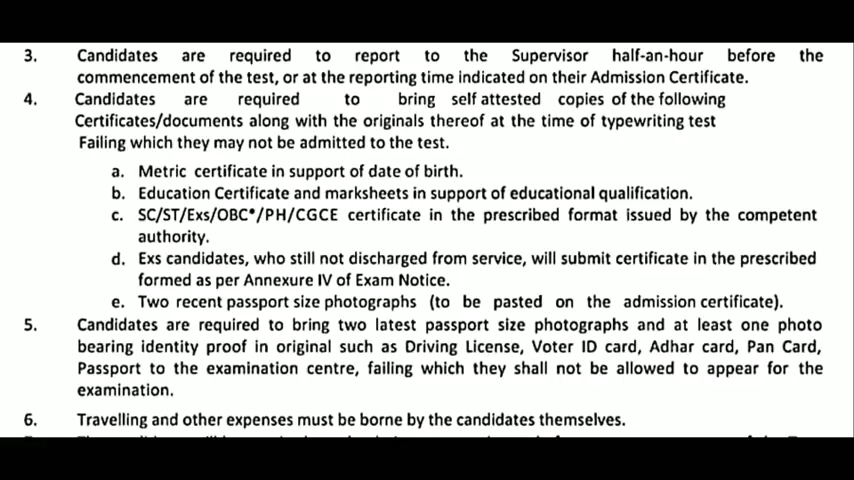 3. Candidates are required to report to the Supervisor half-an-hour before the
commencement of the test, or at the reporting time indicated on their Admission Certificate.
4. Candidates are required to bring self attested copies of the following
Certificates/documents along with the originals thereof at the time of typewriting test
Failing which they may not be admitted to the test.
a. Metric certificate in support of date of birth.
b. Education Certificate and marksheets in support of educational qualification.
c. SC/ST/Exs/OBC*/PH/CGCE certificate in the prescribed format issued by the competent
authority.
d. Exs candidates, who still not discharged from service, will submit certificate in the prescribed
formed as per Annexure IV of Exam Notice.
e. Two recent passport size photographs (to be pasted on the admission certificate).
5. Candidates are required to bring two latest passport size photographs and at least one photo
bearing identity proof in original such as Driving License, Voter ID card, Adhar card, Pan Card,
Passport to the examination centre, failing which they shall not be allowed to appear for the
examination.
6. Travelling and other expenses must be borne by the candidates themselves.